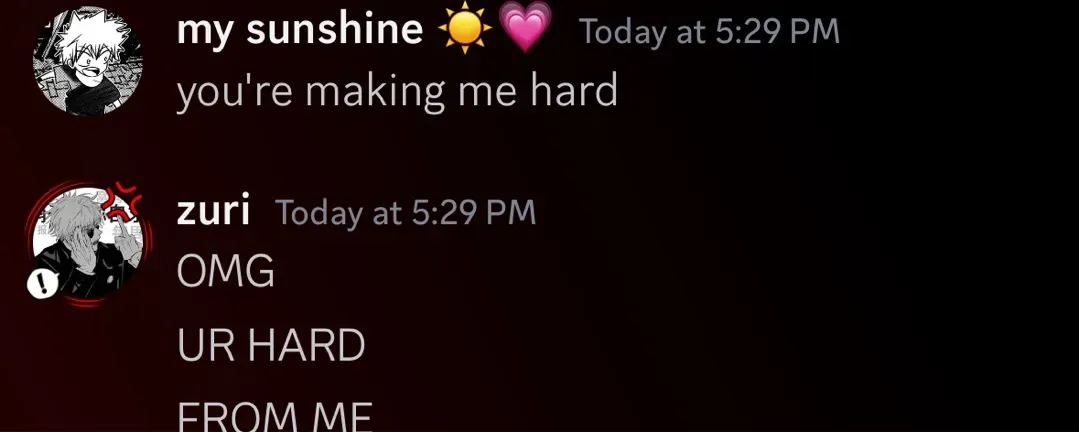 my sunshine ☀️💗 Today at 5:29 PM
you're making me hard
zuri Today at 5:29 PM
OMG
UR HARD
FROM ME